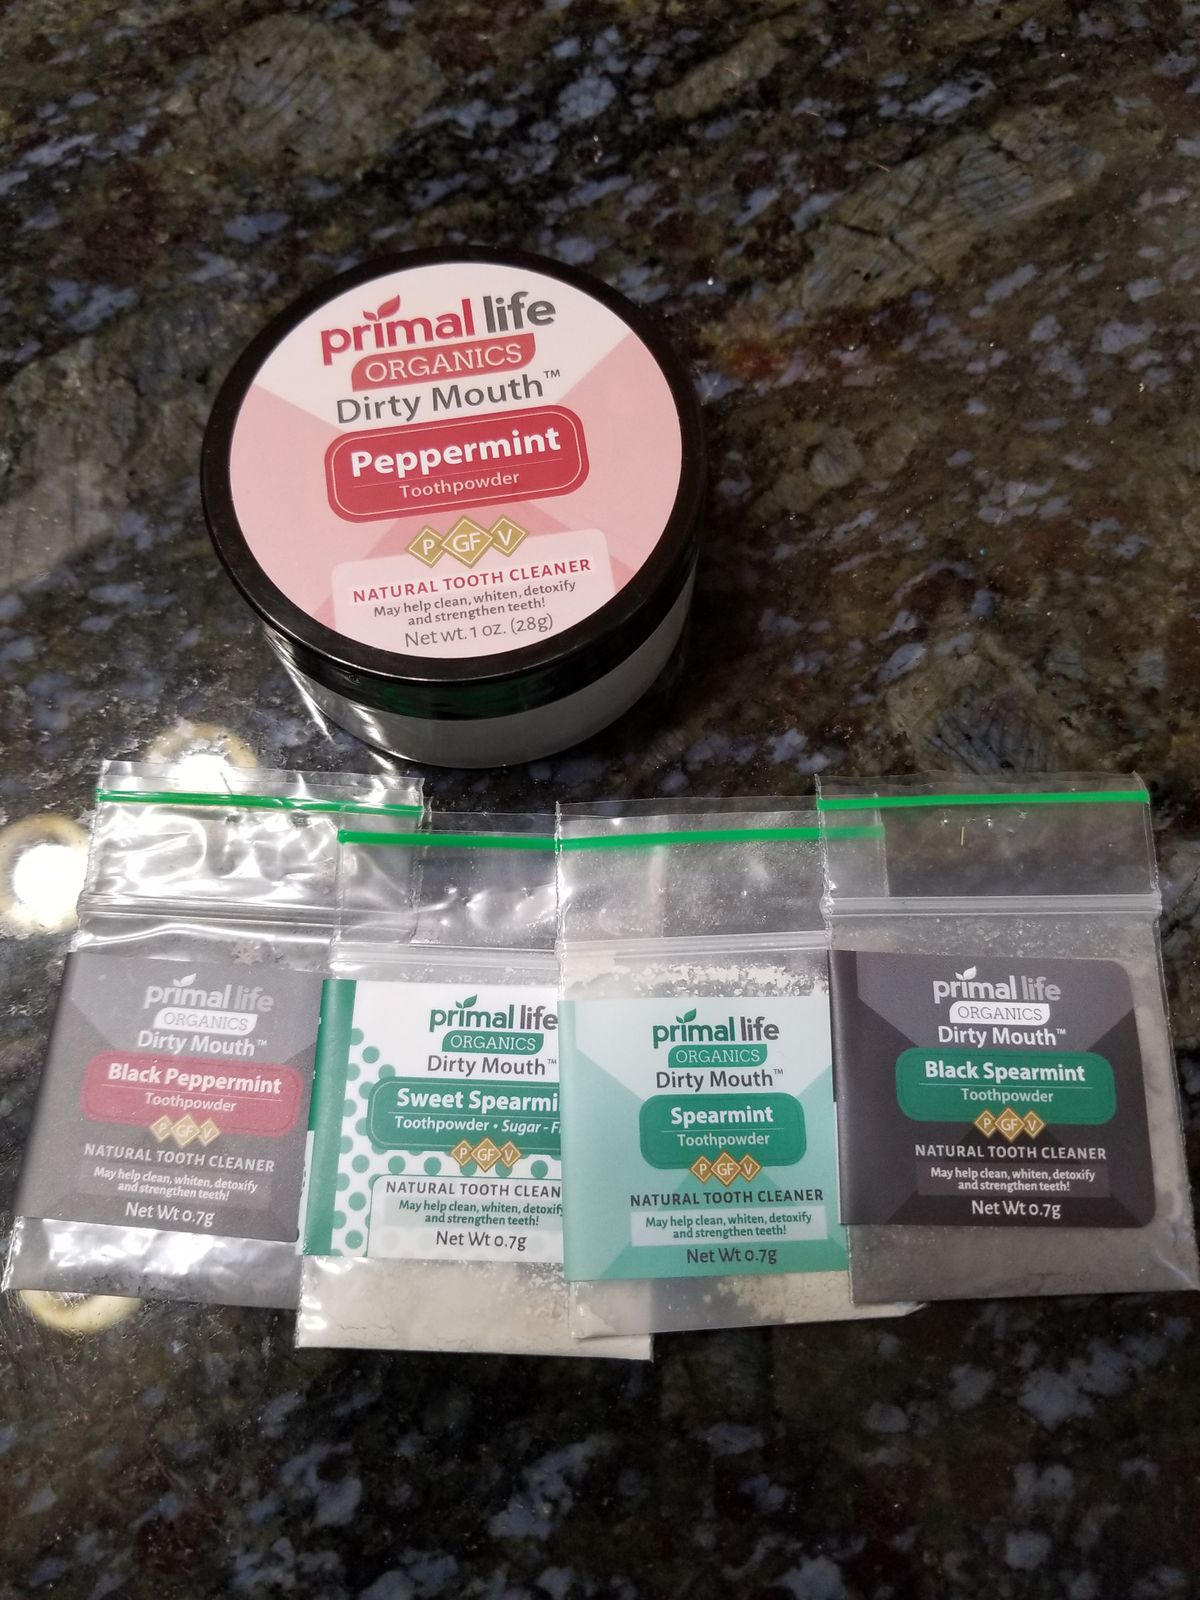 primal life
ORGANICS
Dirty Mouth™
Peppermint
Toothpowder
P GF V
NATURAL TOOTH CLEANER
May help clean, whiten, detoxify
and strengthen teeth!
Net wt. 1 oz. (28g)
primal life
ORGANICS
Dirty Mouth™
Black Peppermint
Toothpowder
P GF V
NATURAL TOOTH CLEANER
May help clean, whiten, detoxify
and strengthen teeth!
Net Wt 0.7g
primal life
ORGANICS
Dirty Mouth™
Sweet Spearmi
Toothpowder • Sugar-F
P GF V
NATURAL TOOTH CLEAN
May help clean, whiten, detoxify
and strengthen teeth!
Net Wt 0.7g
primal life
ORGANICS
Dirty Mouth™
Spearmint
Toothpowder
P GF V
NATURAL TOOTH CLEANER
May help clean, whiten, detoxify
and strengthen teeth!
Net Wt 0.7g
primal life
ORGANICS
Dirty Mouth™
Black Spearmint
Toothpowder
P GF V
NATURAL TOOTH CLEANER
May help clean, whiten, detoxify
and strengthen teeth!
Net Wt 0.7g